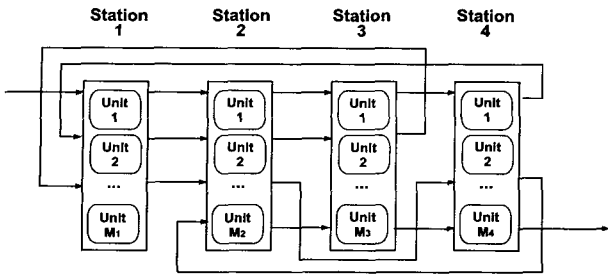 Station Station Station Station
1 2 3 4
Unit Unit Unit Unit
1 1 1 1
Unit Unit Unit Unit
2 2 2 2
... ... ... ...
Unit Unit Unit Unit
M1 M2 M3 M4